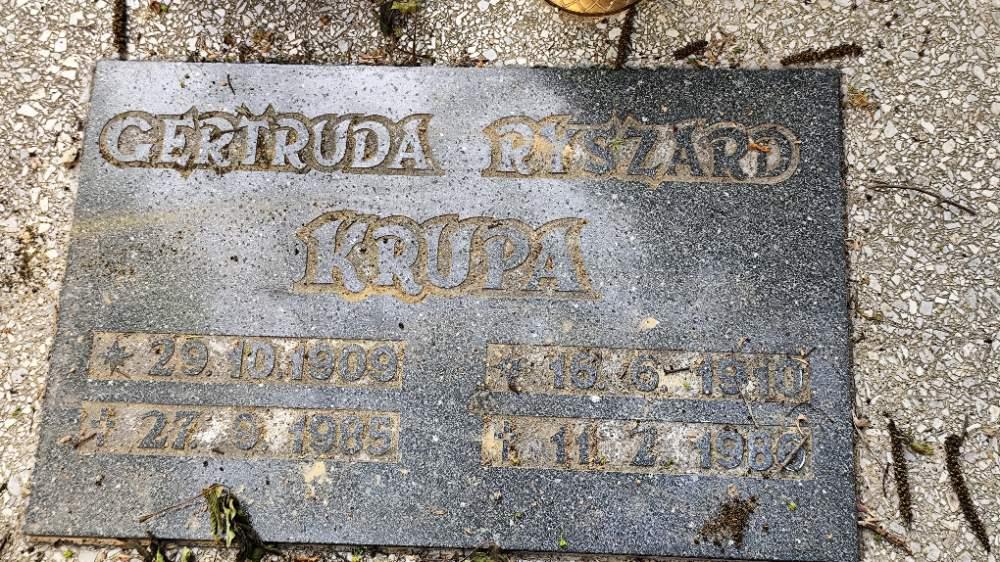 GERTRUDA RYSZARD
KRUPA
* 29.10.1909 * 16.6.1910
† 27.9.1985 † 11.2.1986